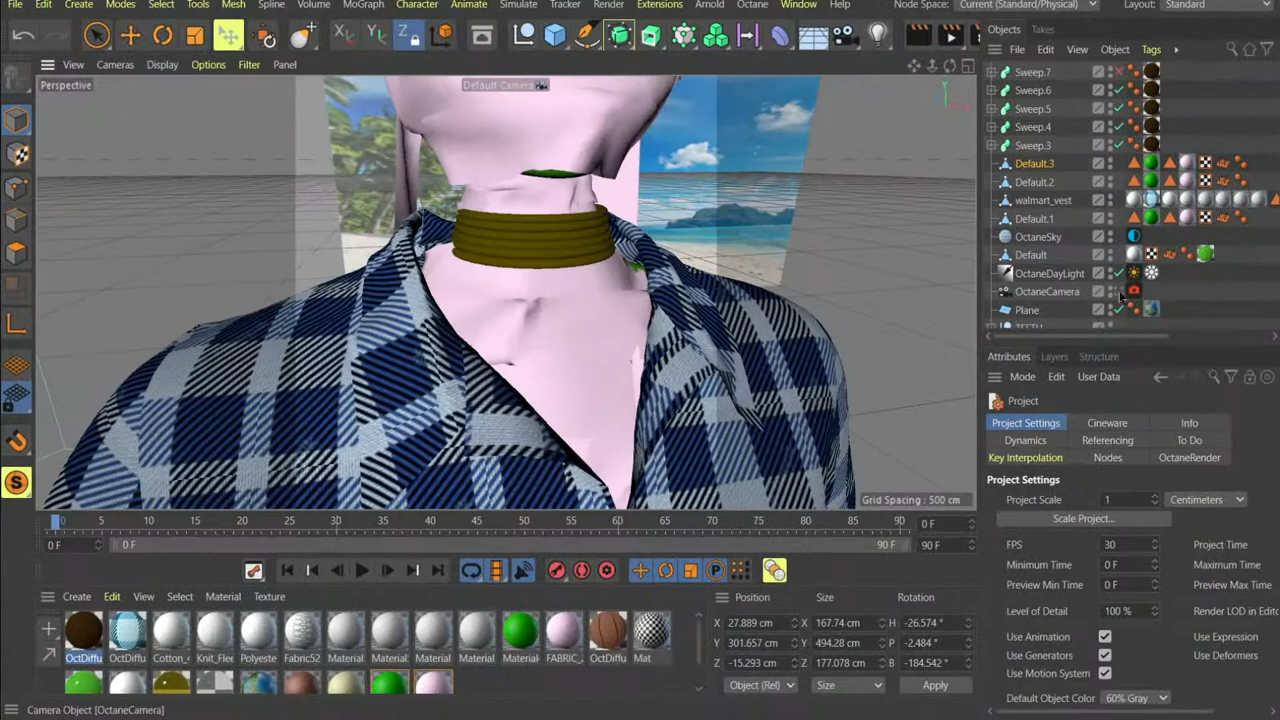 File Edit Create Modes Select Tools Mesh Spline Volume MoGraph Character Animate Simulate Tracker Render Extensions Arnold Octane Window Node Space: Current (Standard/Physical) Layout: Standard
X Y Z
Objects Takes
File Edit View Object Tags
View Cameras Display Options Filter Panel
Perspective
Default Camera
Sweep.7
Sweep.6
Sweep.5
Sweep.4
Sweep.3
Default.3
Default.2
walmart_vest
Default.1
OctaneSky
Default
OctaneDayLight
OctaneCamera
Plane
Grid Spacing : 500 cm
Attributes Layers Structure
Mode Edit User Data
Project
Project Settings Cineware Info
Dynamics Referencing To Do
Key Interpolation Nodes OctaneRender
Project Settings
Project Scale 1 Centimeters
Scale Project...
FPS 30 Project Time
Minimum Time 0 F Maximum Time
Preview Min Time 0 F Preview Max Time
Level of Detail 100 % Render LOD in Edito
Use Animation Use Expression
Use Generators Use Deformers
Use Motion System
Default Object Color 60% Gray
0 5 10 15 20 25 30 35 40 45 50 55 60 65 70 75 80 85 90 0 F
0 F 0 F 90 F 90 F
Create Edit View Select Material Texture
OctDiffu OctDiffu Cotton_4 Knit_Flee Polyeste Fabric52 Material Material Material Material Material FABRIC_ OctDiffu Mat
Position Size Rotation
X 27.889 cm X 167.74 cm H -26.574 °
Y 301.657 cm Y 494.28 cm P -2.484 °
Z -15.293 cm Z 177.078 cm B -184.542 °
Object (Rel) Size Apply
Camera Object [OctaneCamera]